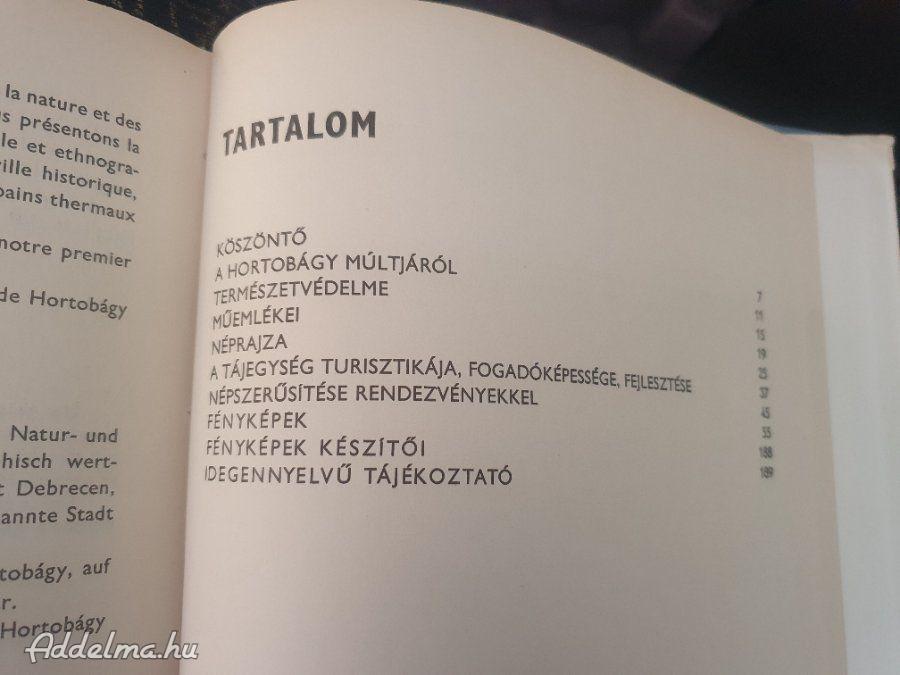 la nature et des
us présentons la
le et ethnogra-
ville historique,
bains thermaux
notre premier
de Hortobágy
Natur- und
hisch wert-
t Debrecen,
annte Stadt
tobágy, auf
r.
Hortobágy
TARTALOM
KÖSZÖNTŐ
A HORTOBÁGY MÚLTJÁRÓL
TERMÉSZETVÉDELME 7
MŰEMLÉKEI 11
NÉPRAJZA 15
A TÁJEGYSÉG TURISZTIKÁJA, FOGADÓKÉPESSÉGE, FEJLESZTÉSE 19
25
NÉPSZERŰSÍTÉSE RENDEZVÉNYEKKEL 37
FÉNYKÉPEK 45
55
FÉNYKÉPEK KÉSZÍTŐI 188
IDEGENNYELVŰ TÁJÉKOZTATÓ 189
Addelma.hu